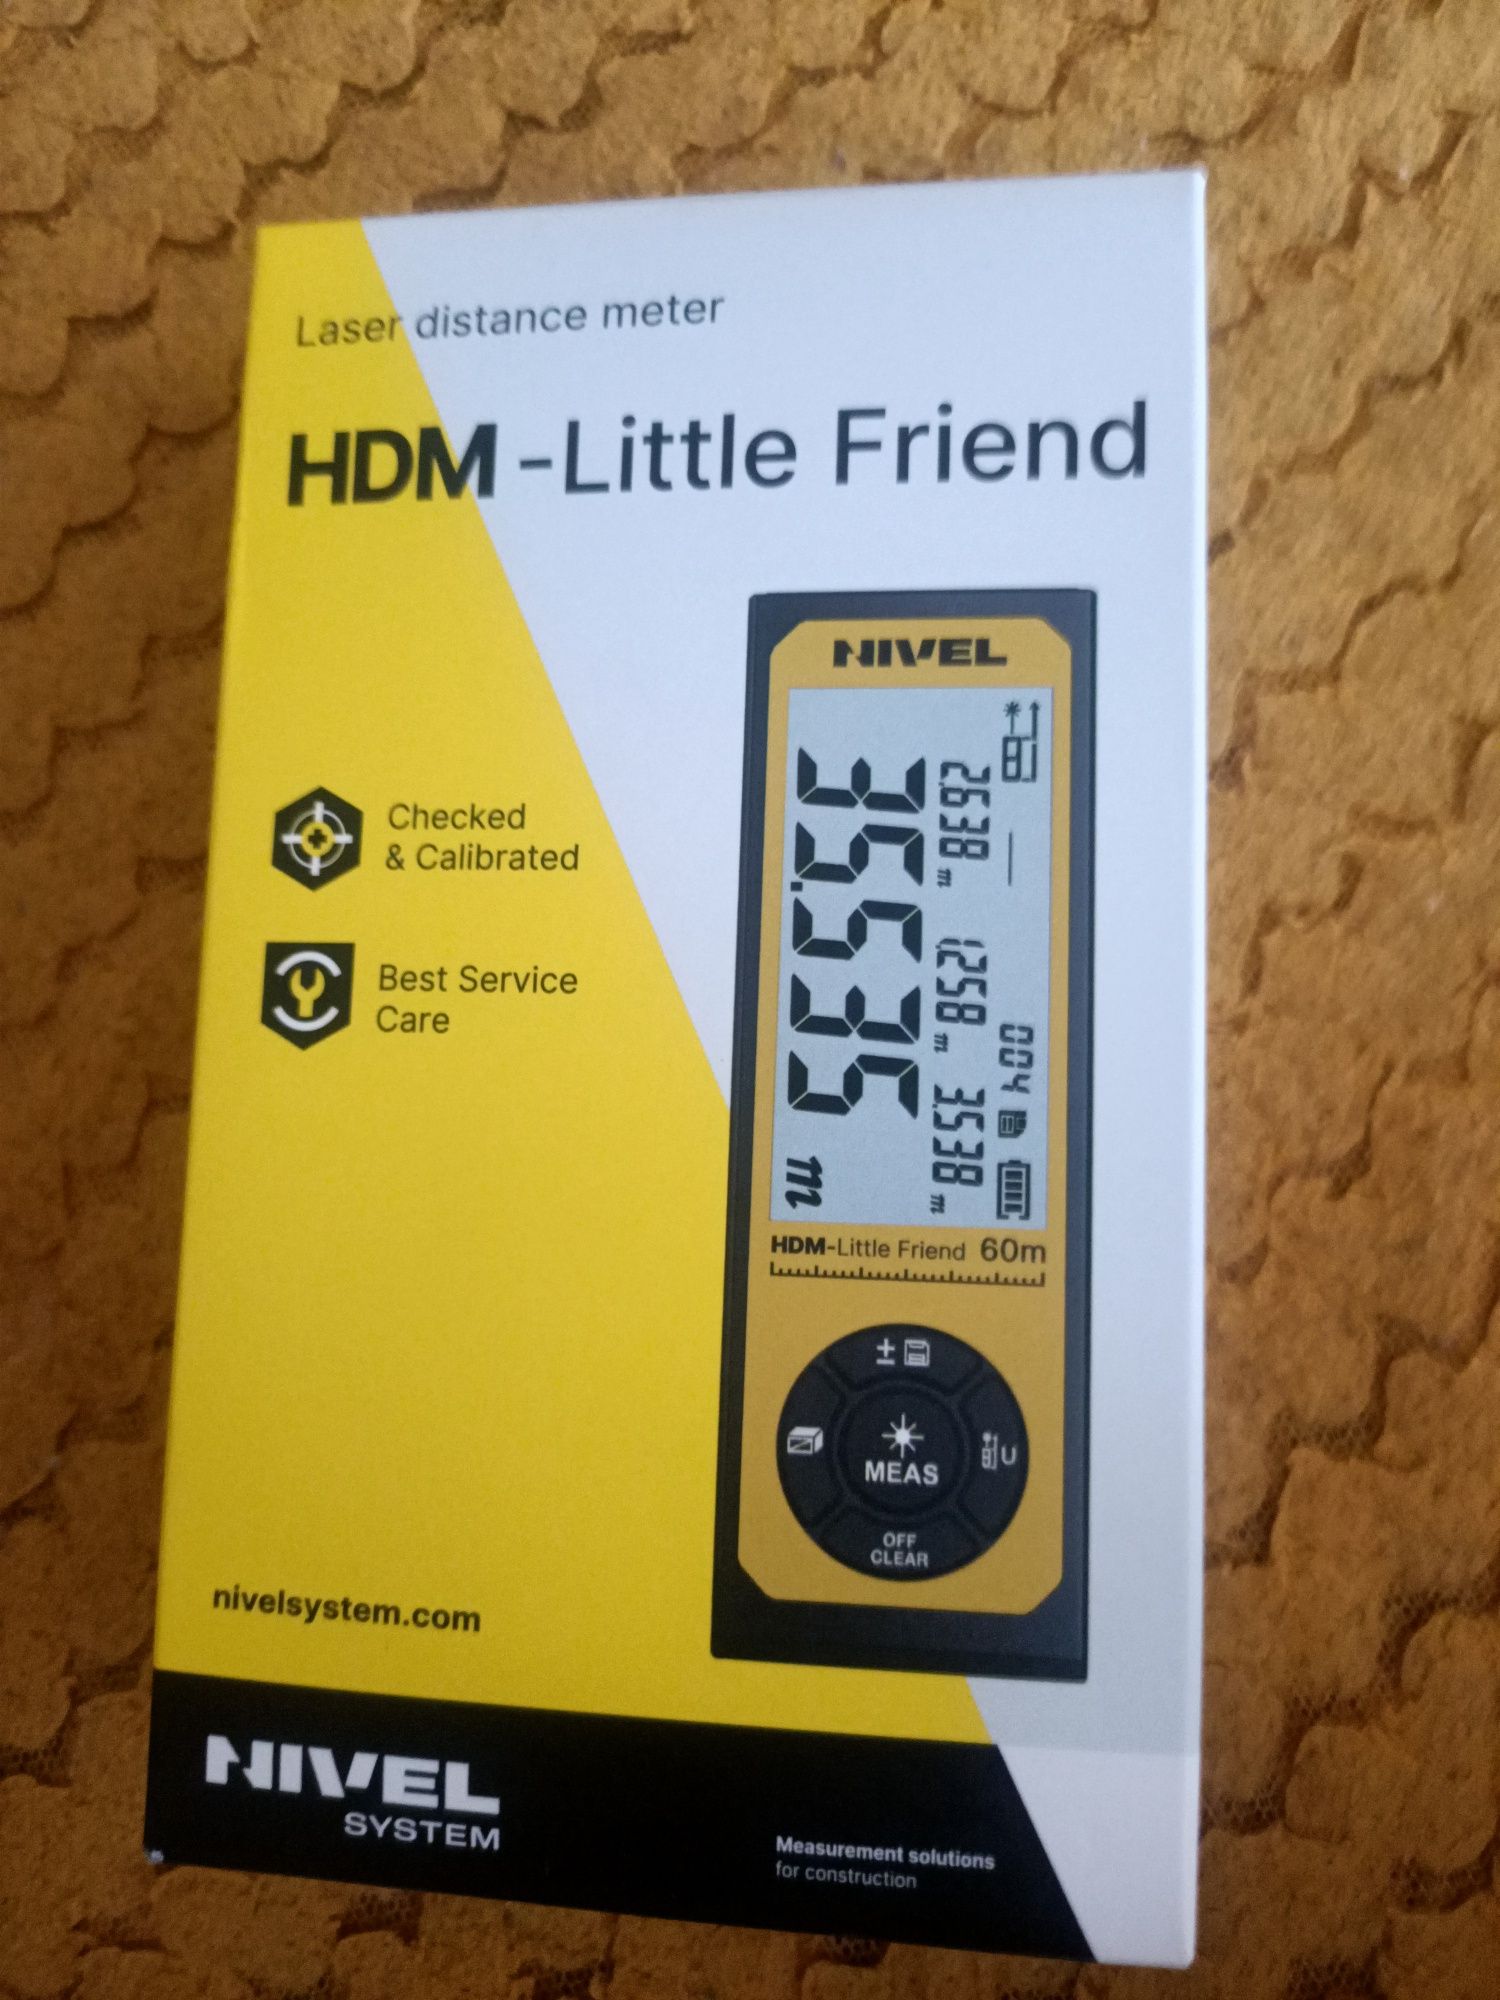 Laser distance meter
HDM -Little Friend
NIVEL
2.638 m 1.258 m 3.538 m
004
35.535 m
HDM-Little Friend 60m
Checked
& Calibrated
Best Service
Care
MEAS
U
OFF
CLEAR
nivelsystem.com
NIVEL
SYSTEM
Measurement solutions
for construction